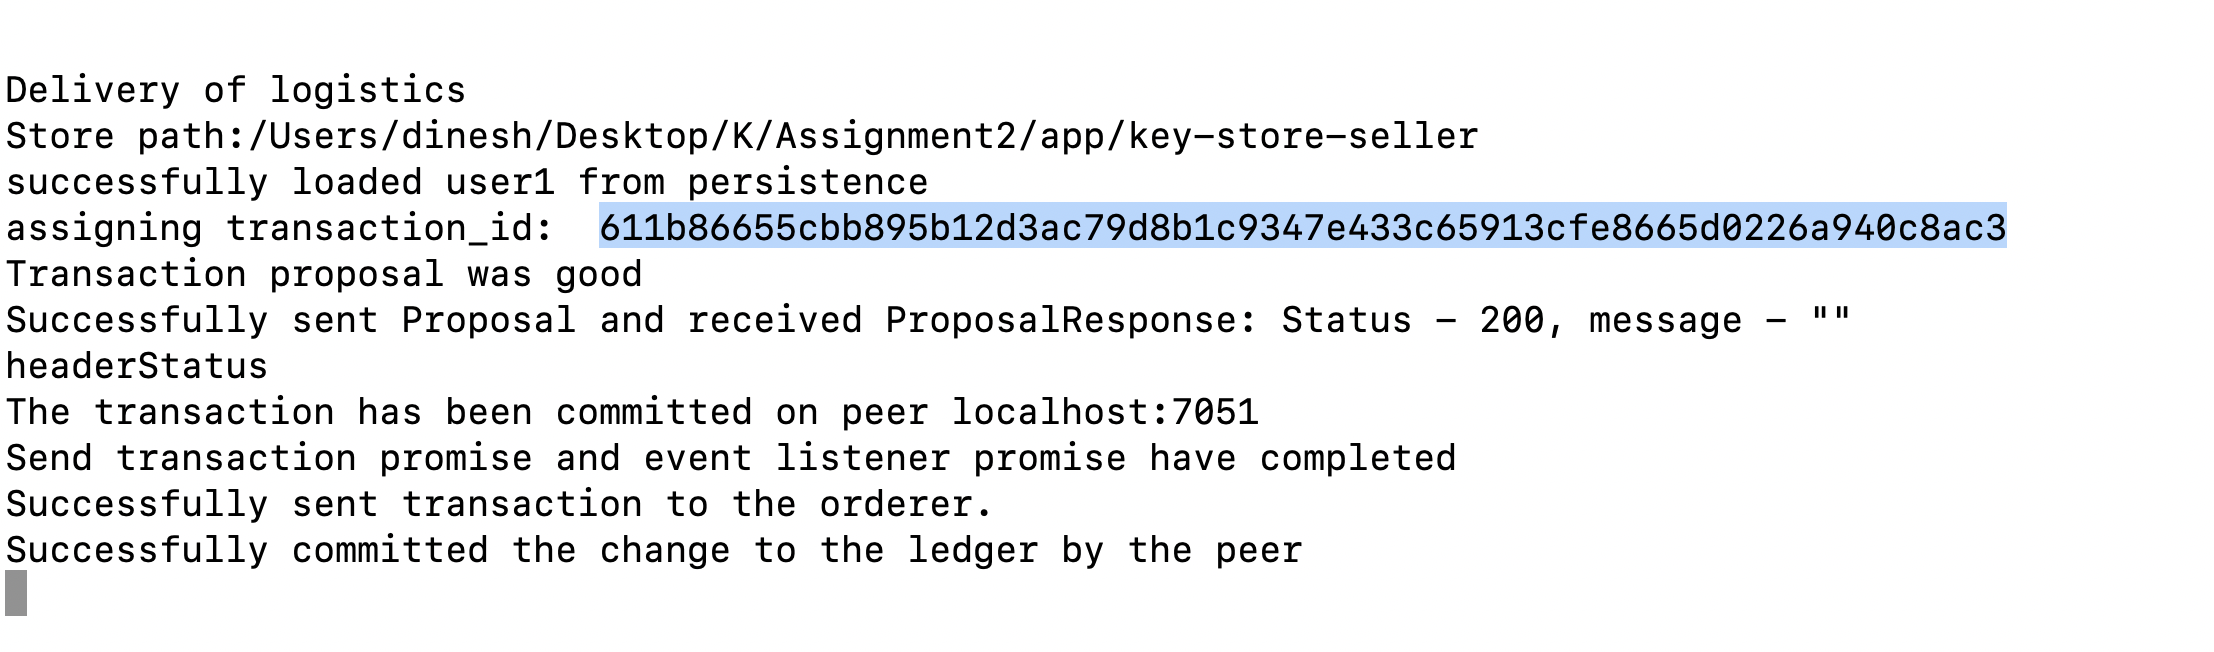 Delivery of logistics
Store path:/Users/dinesh/Desktop/K/Assignment2/app/key-store-seller
successfully loaded user1 from persistence
assigning transaction_id:  611b86655cbb895b12d3ac79d8b1c9347e433c65913cfe8665d0226a940c8ac3
Transaction proposal was good
Successfully sent Proposal and received ProposalResponse: Status - 200, message - ""
headerStatus
The transaction has been committed on peer localhost:7051
Send transaction promise and event listener promise have completed
Successfully sent transaction to the orderer.
Successfully committed the change to the ledger by the peer